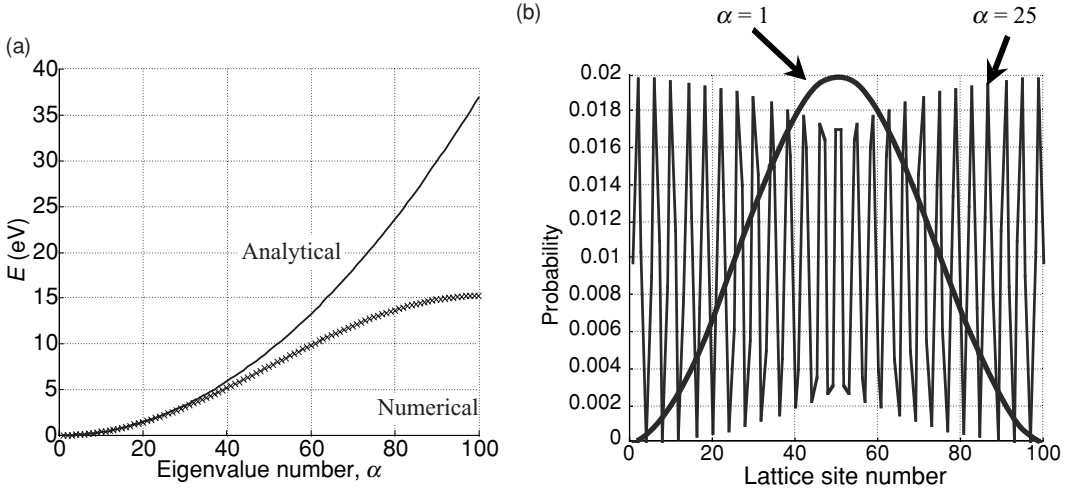 (a)
40
35
30
25
20
15
10
5
0
E (eV)
Analytical
Numerical
0 20 40 60 80 100
Eigenvalue number, α
(b)
α = 1
α = 25
0.02
0.018
0.016
0.014
0.012
0.01
0.008
0.006
0.004
0.002
0
Probability
0 20 40 60 80 100
Lattice site number